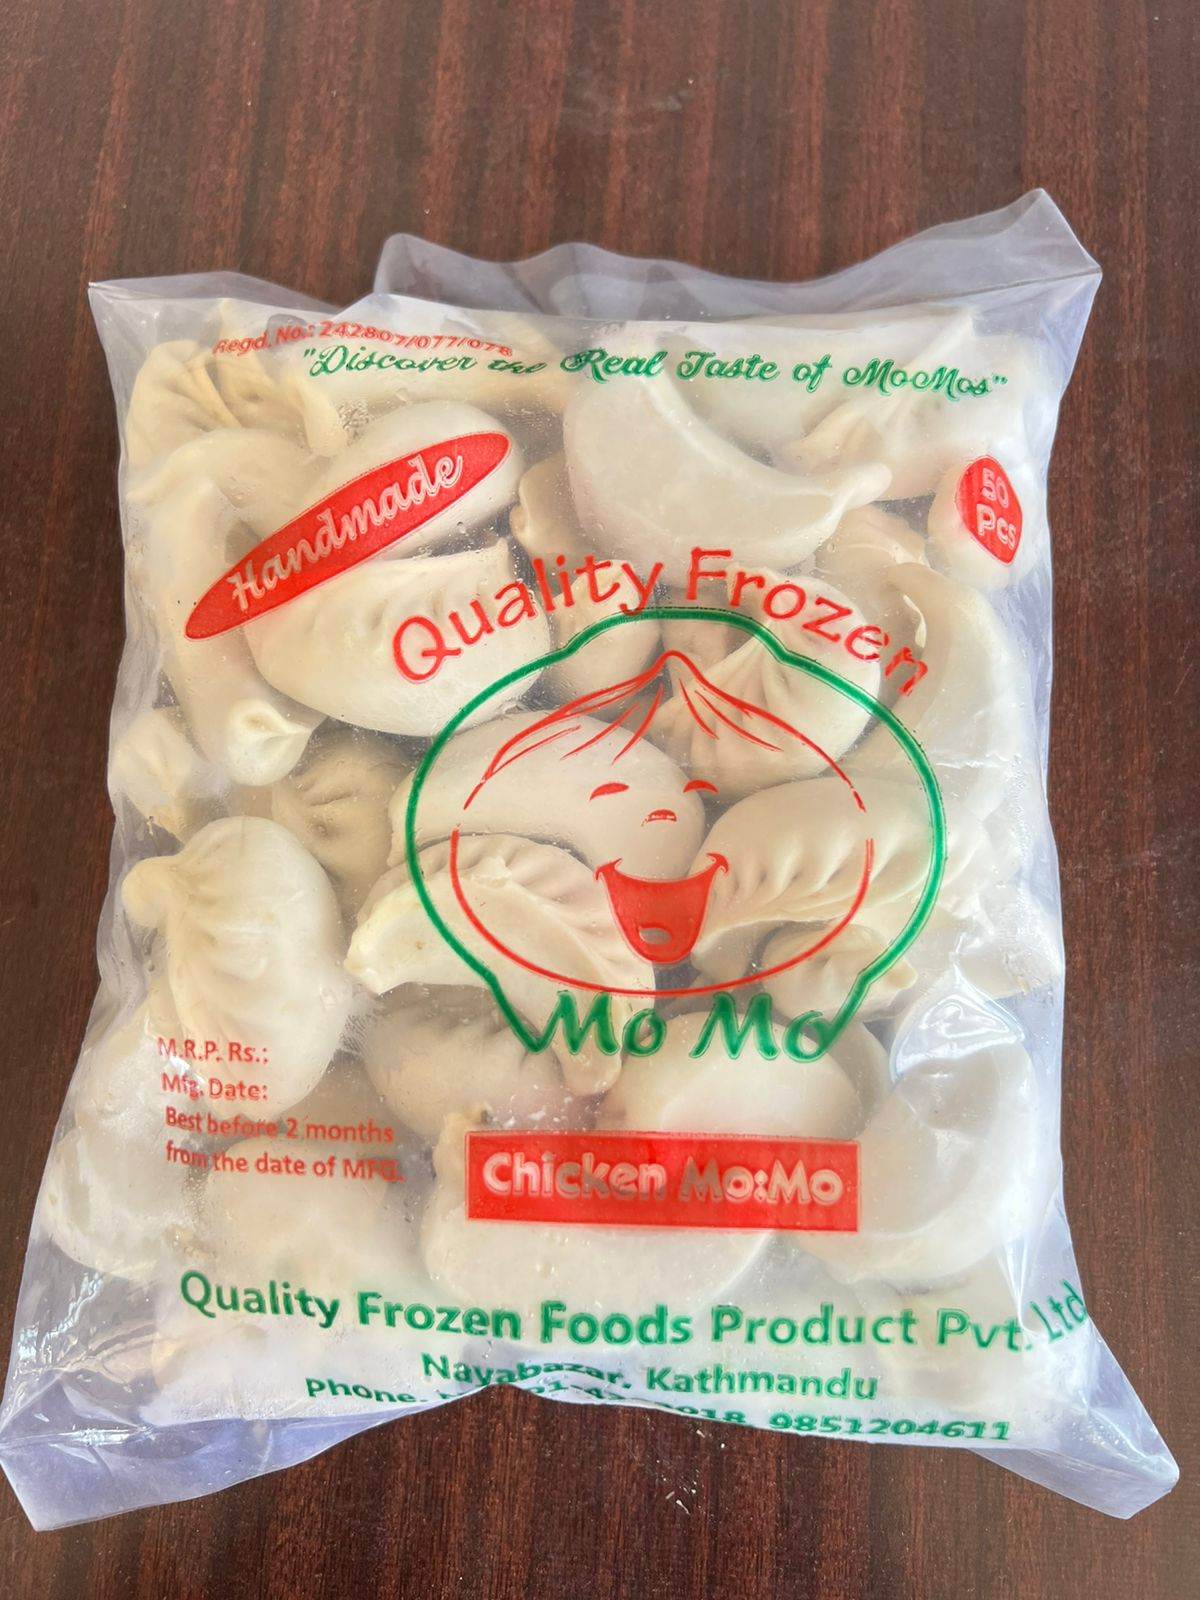 Regd. No.: 242807/077/078
"Discover the Real Taste of MoMos"
Handmade
50
Pcs
Quality Frozen
Mo Mo
M.R.P. Rs.:
Mfg. Date:
Best before 2 months
from the date of MFG.
Chicken Mo:Mo
Quality Frozen Foods Product Pvt. Ltd
Nayabazar, Kathmandu
Phone. 9851204611